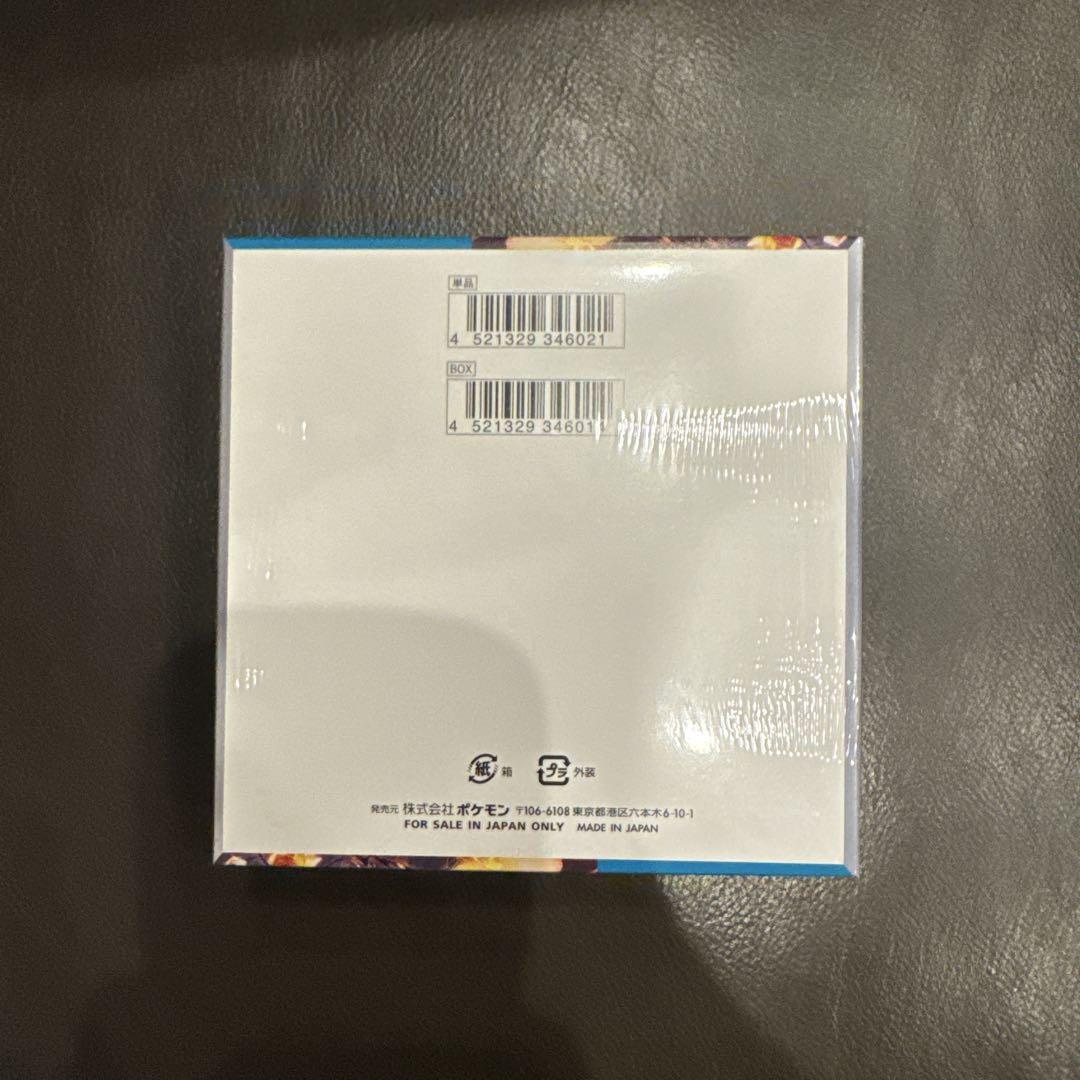 単品
4 521329 346021
BOX
4 521329 346014
紙 箱 プラ 外装
発売元 株式会社ポケモン 〒106-6108 東京都港区六本木6-10-1
FOR SALE IN JAPAN ONLY MADE IN JAPAN